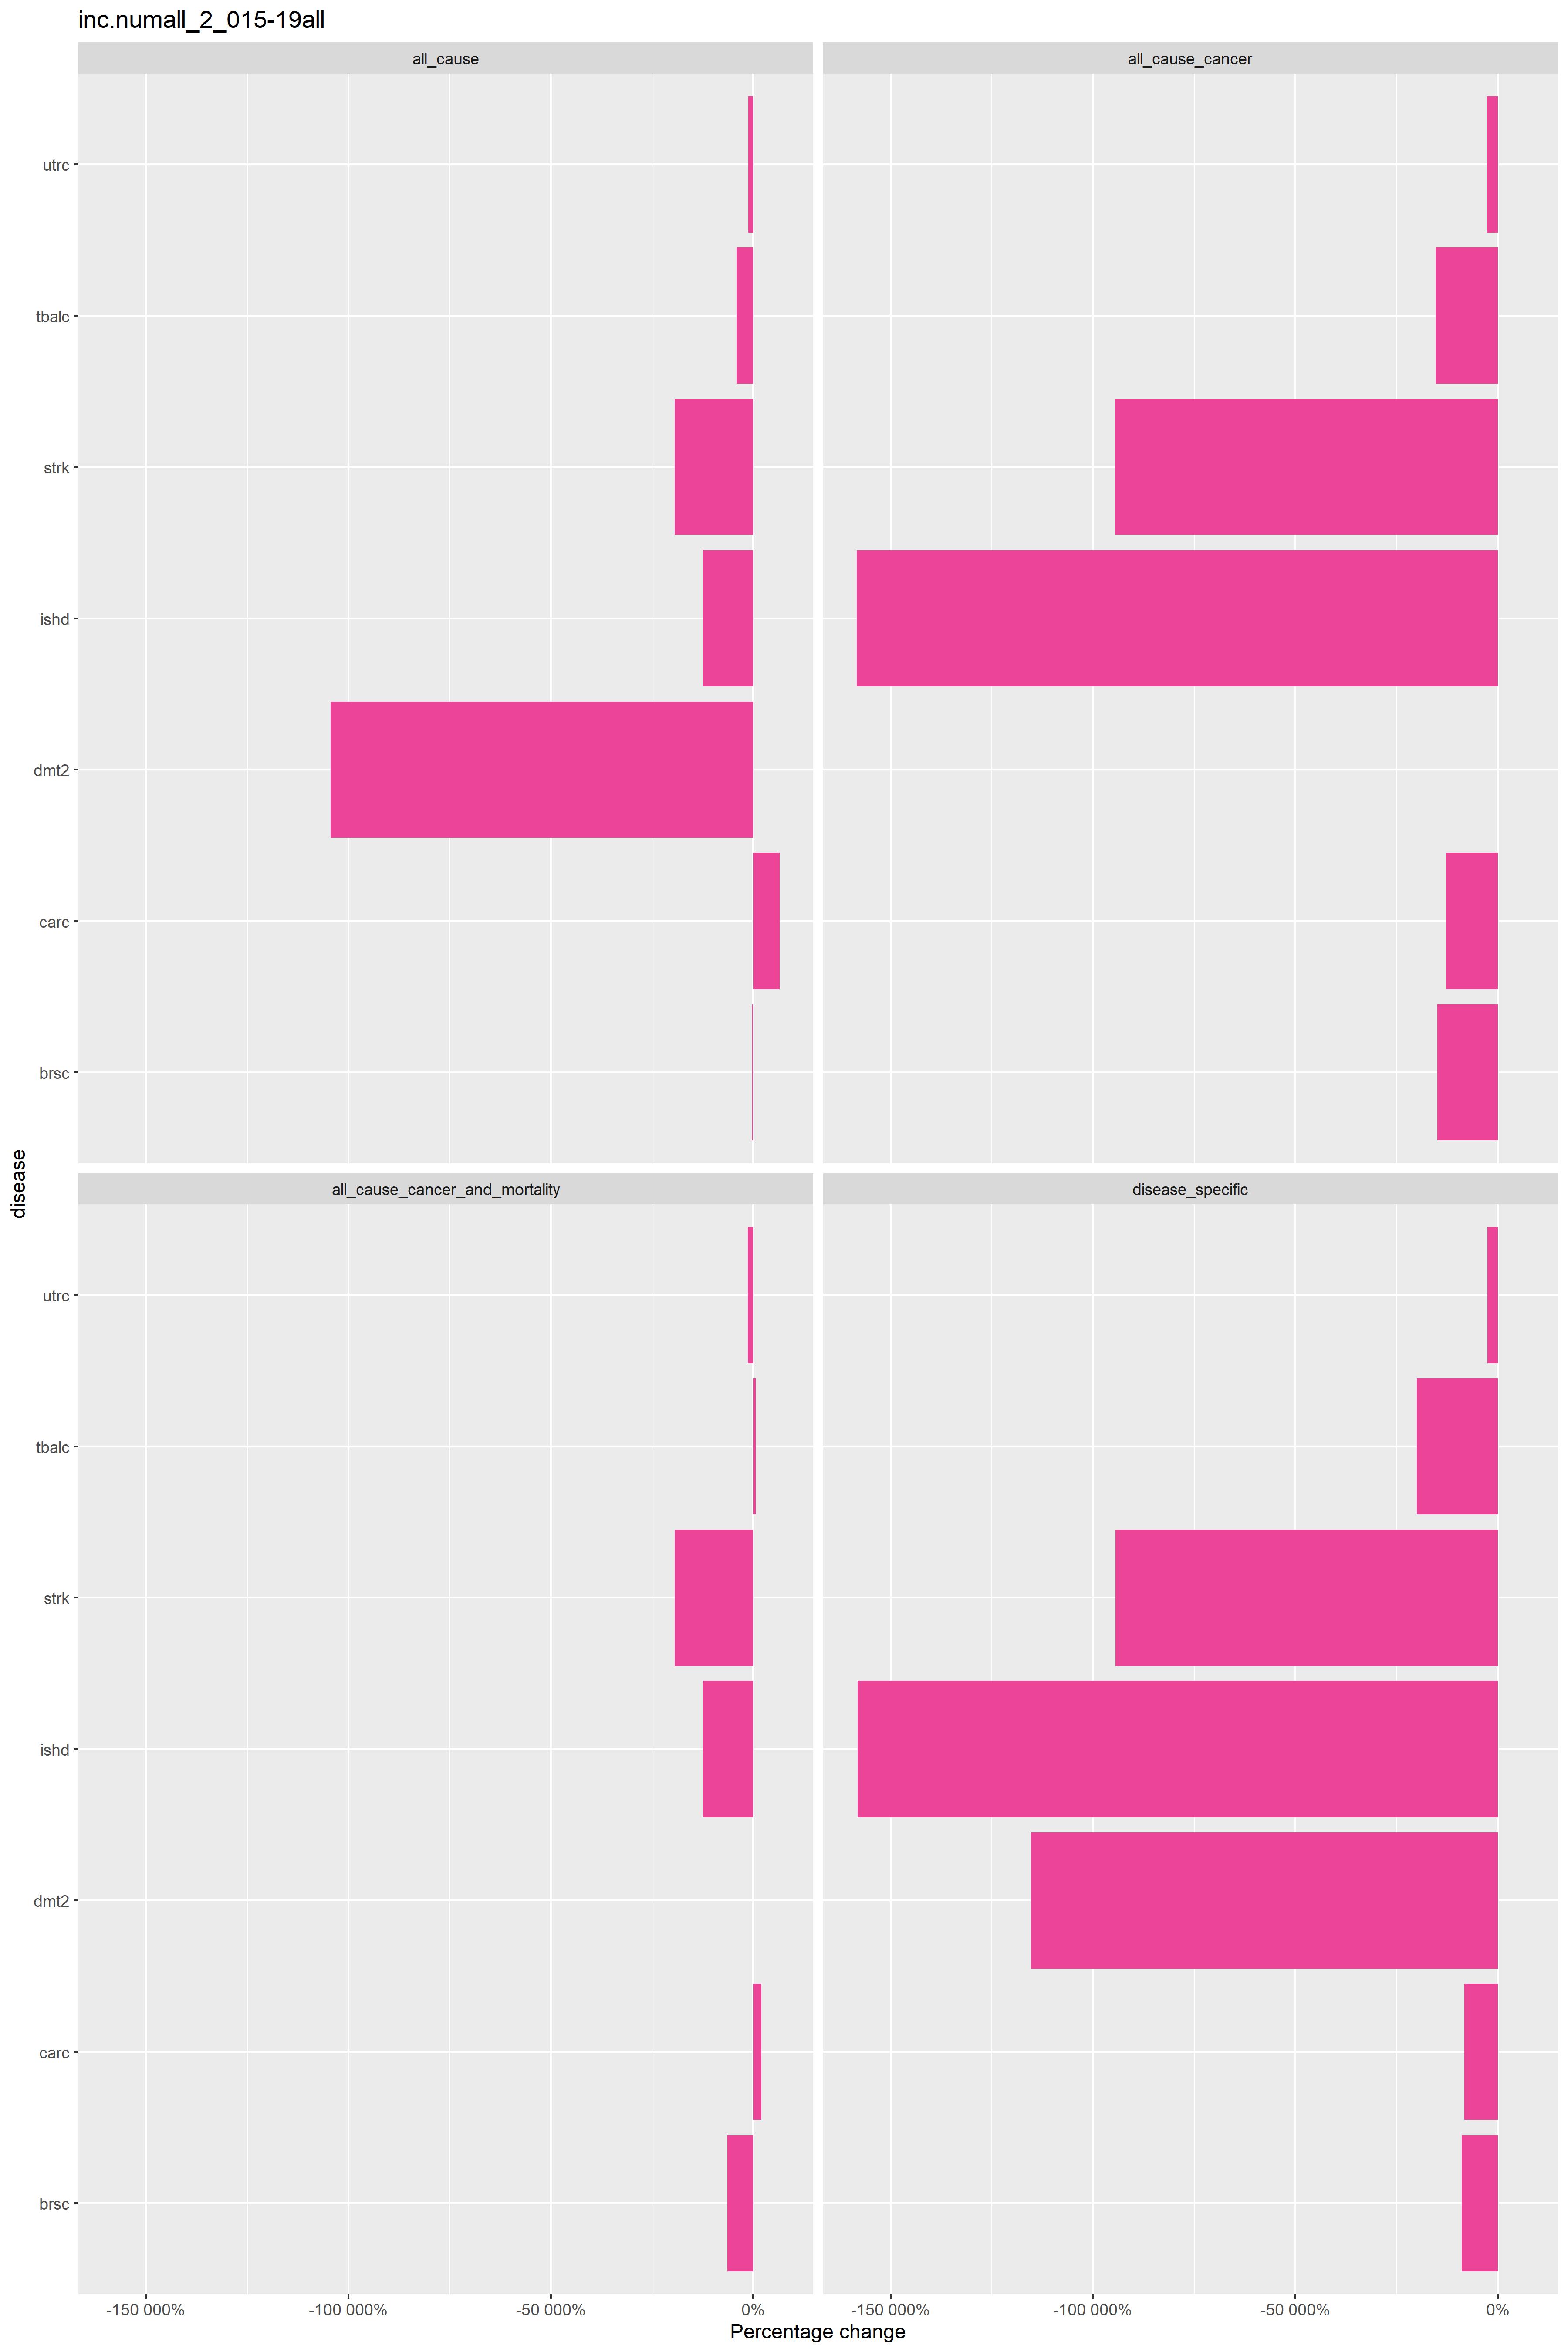 inc.numall_2_015-19all
all_cause
all_cause_cancer
utrc
tbalc
strk
ishd
dmt2
carc
brsc
disease
all_cause_cancer_and_mortality
disease_specific
utrc
tbalc
strk
ishd
dmt2
carc
brsc
-150 000%
-100 000%
-50 000%
0%
-150 000%
-100 000%
-50 000%
0%
Percentage change